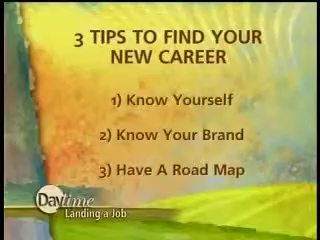 3 TIPS TO FIND YOUR
NEW CAREER
1) Know Yourself
2) Know Your Brand
3) Have A Road Map
Daytime
Landing a Job